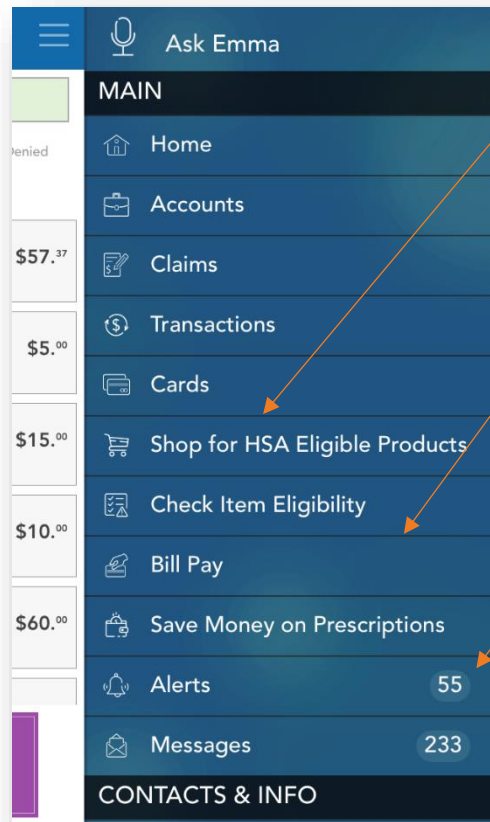 Ask Emma
MAIN
Home
Denied
Accounts
$57.37
Claims
Transactions
$5.00
Cards
$15.00
Shop for HSA Eligible Products
Check Item Eligibility
$10.00
Bill Pay
$60.00
Save Money on Prescriptions
Alerts 55
Messages 233
CONTACTS & INFO